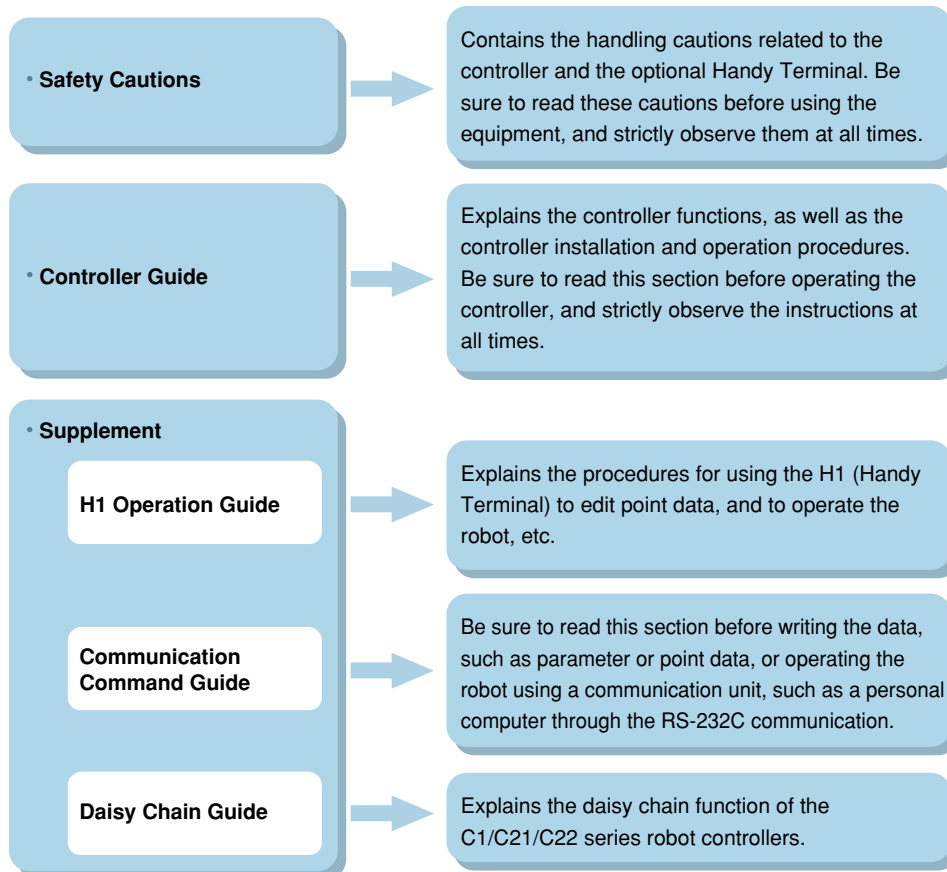 • Safety Cautions
Contains the handling cautions related to the
controller and the optional Handy Terminal. Be
sure to read these cautions before using the
equipment, and strictly observe them at all times.
• Controller Guide
Explains the controller functions, as well as the
controller installation and operation procedures.
Be sure to read this section before operating the
controller, and strictly observe the instructions at
all times.
• Supplement
H1 Operation Guide
Explains the procedures for using the H1 (Handy
Terminal) to edit point data, and to operate the
robot, etc.
Communication
Command Guide
Be sure to read this section before writing the data,
such as parameter or point data, or operating the
robot using a communication unit, such as a personal
computer through the RS-232C communication.
Daisy Chain Guide
Explains the daisy chain function of the
C1/C21/C22 series robot controllers.